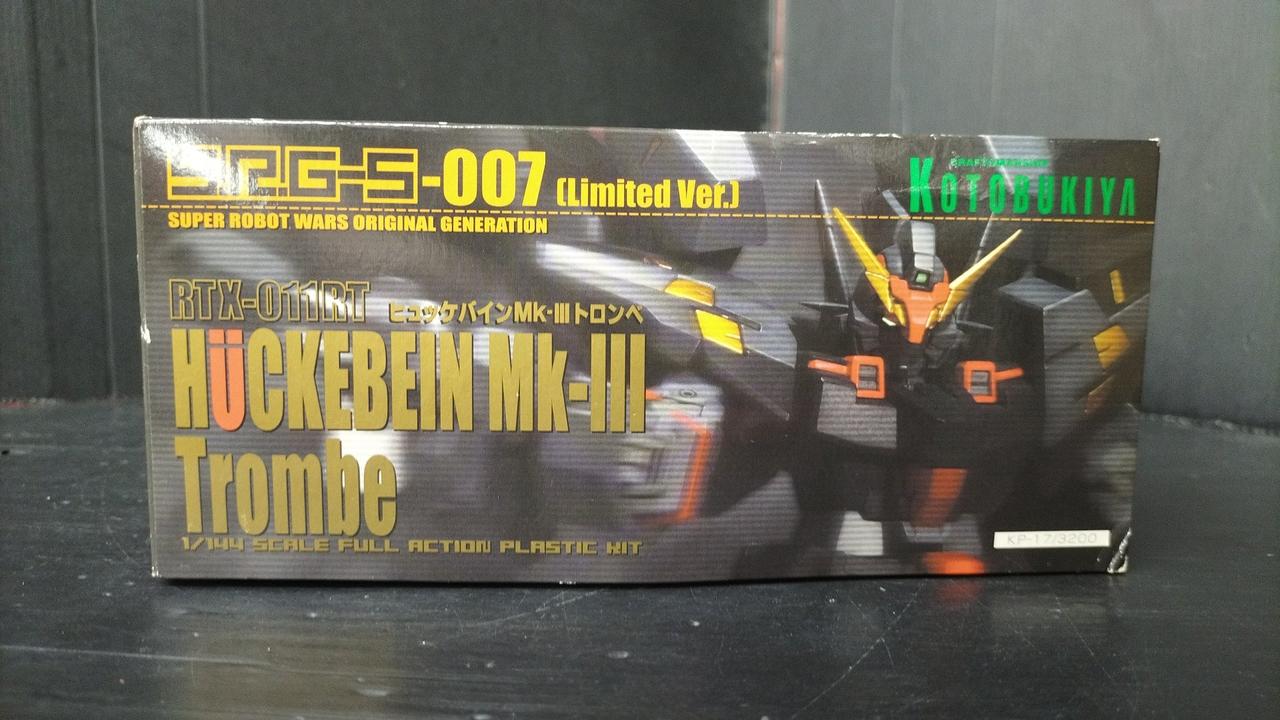 S.R.G-S-007 (Limited Ver.)
SUPER ROBOT WARS ORIGINAL GENERATION
CRAFTSMANSHIP
KOTOBUKIYA
RTX-011RT ヒュッケバインMk-IIIトロンベ
HÜCKEBEIN Mk-III
Trombe
1/144 SCALE FULL ACTION PLASTIC KIT
KP-17/3200